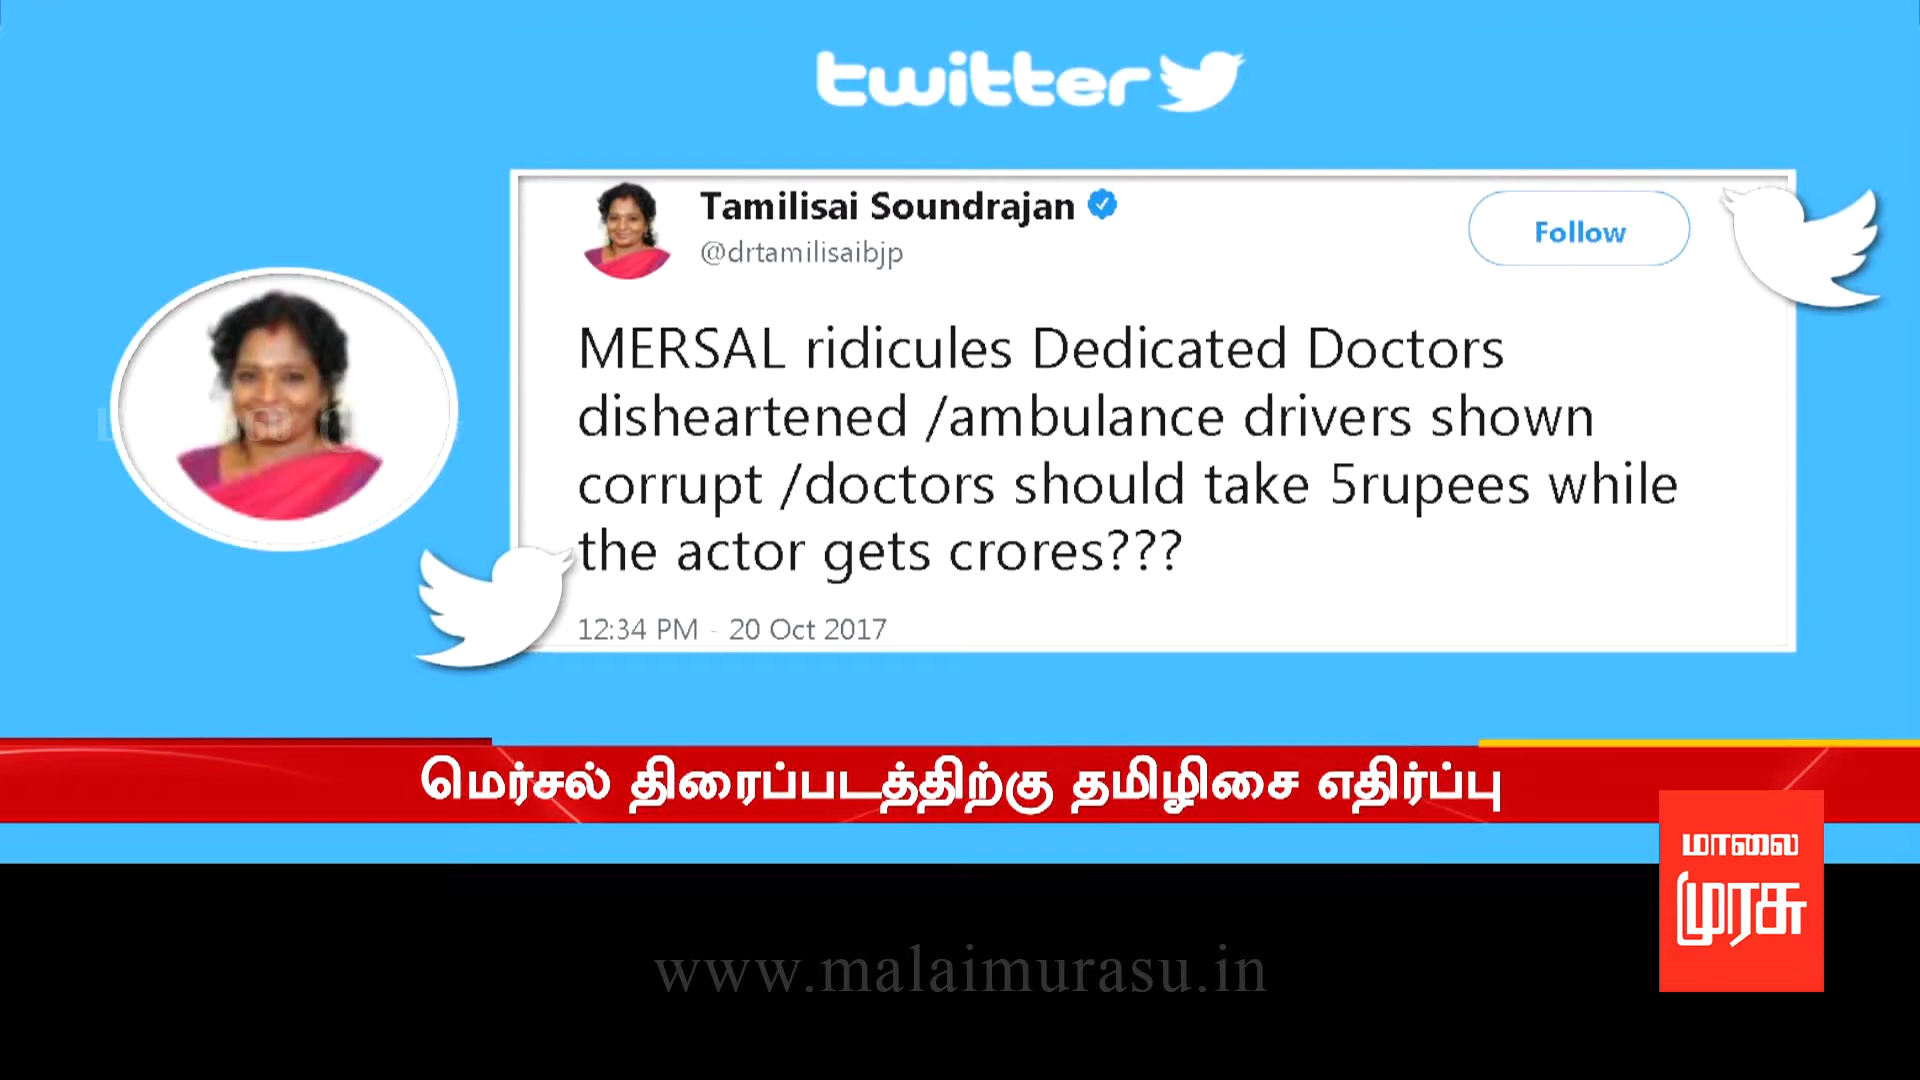 twitter
Tamilisai Soundrajan
@drtamilisaibjp
Follow
MERSAL ridicules Dedicated Doctors
disheartened /ambulance drivers shown
corrupt /doctors should take 5rupees while
the actor gets crores???
12:34 PM - 20 Oct 2017
மெர்சல் திரைப்படத்திற்கு தமிழிசை எதிர்ப்பு
மாலை
முரசு
www.malaimurasu.in